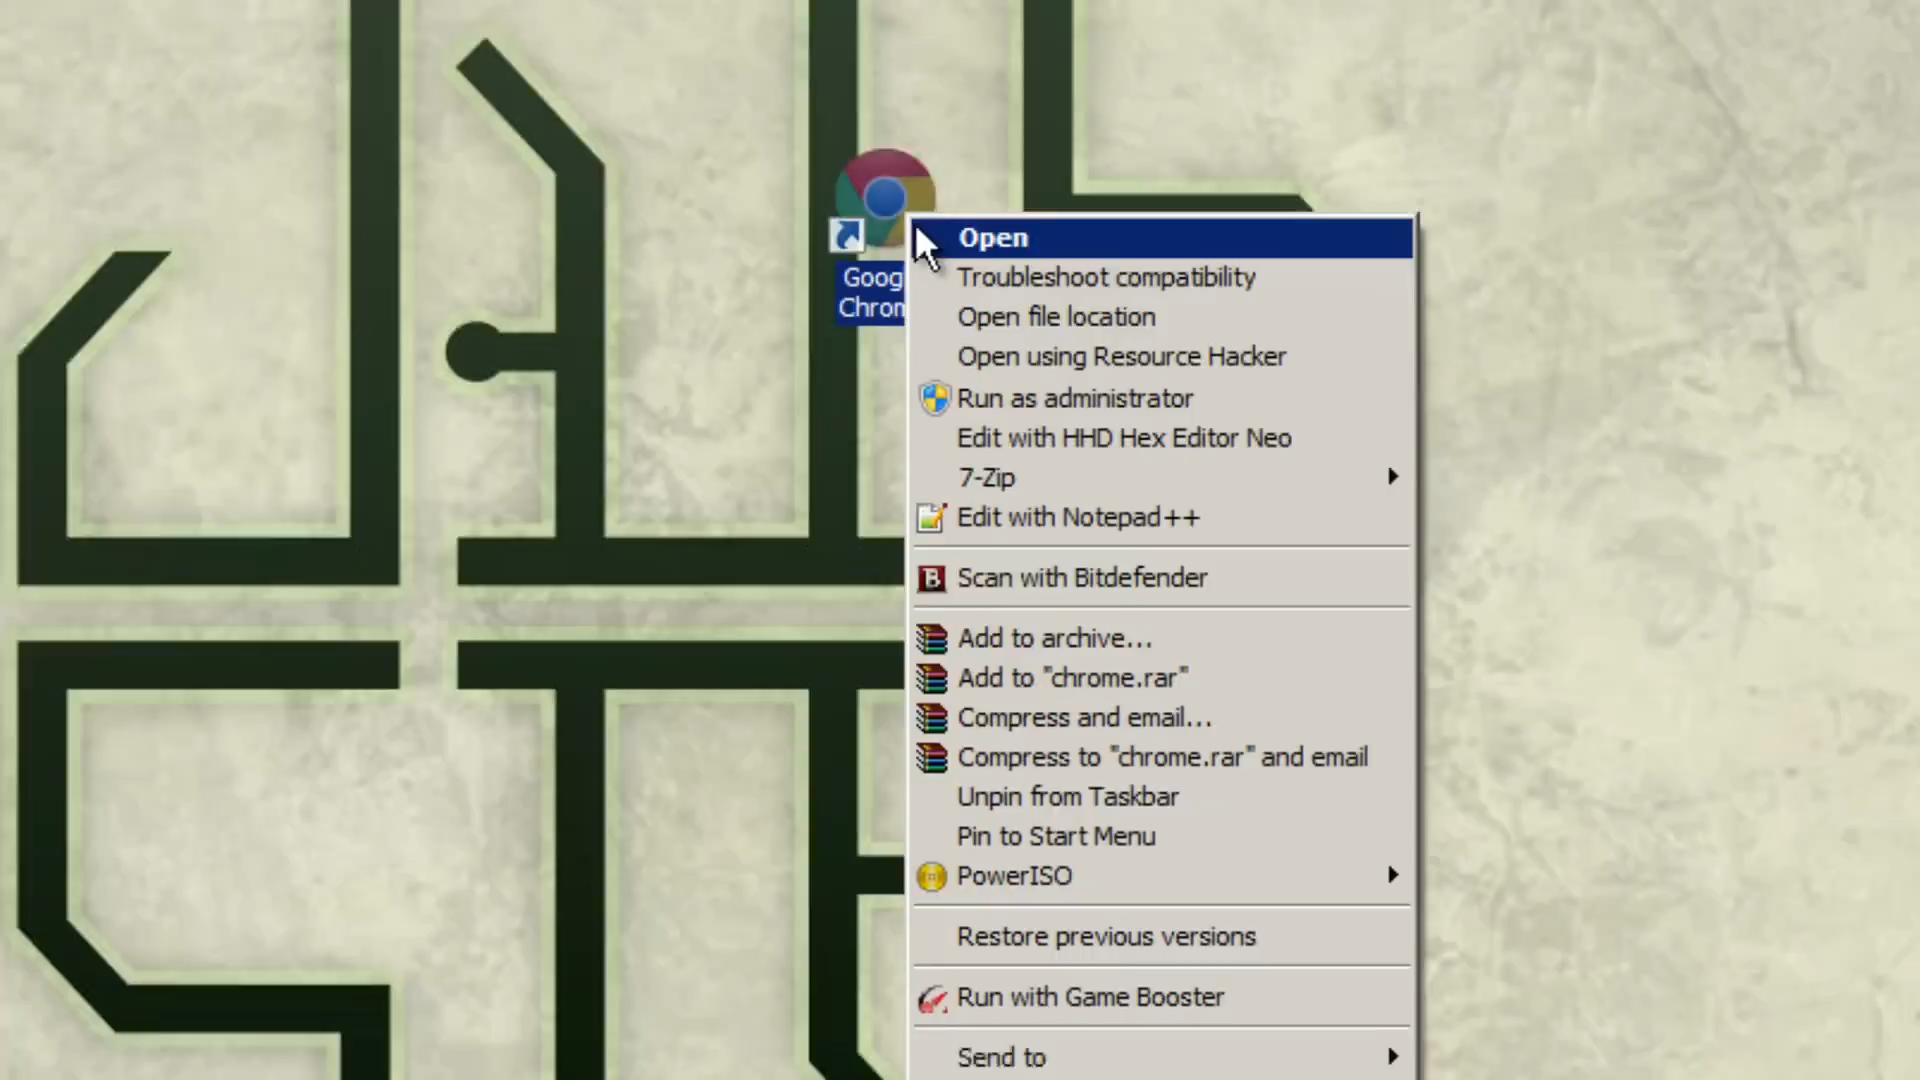 Goog
Chrom
Open
Troubleshoot compatibility
Open file location
Open using Resource Hacker
Run as administrator
Edit with HHD Hex Editor Neo
7-Zip
Edit with Notepad++
B
Scan with Bitdefender
Add to archive...
Add to "chrome.rar"
Compress and email...
Compress to "chrome.rar" and email
Unpin from Taskbar
Pin to Start Menu
PowerISO
Restore previous versions
Run with Game Booster
Send to